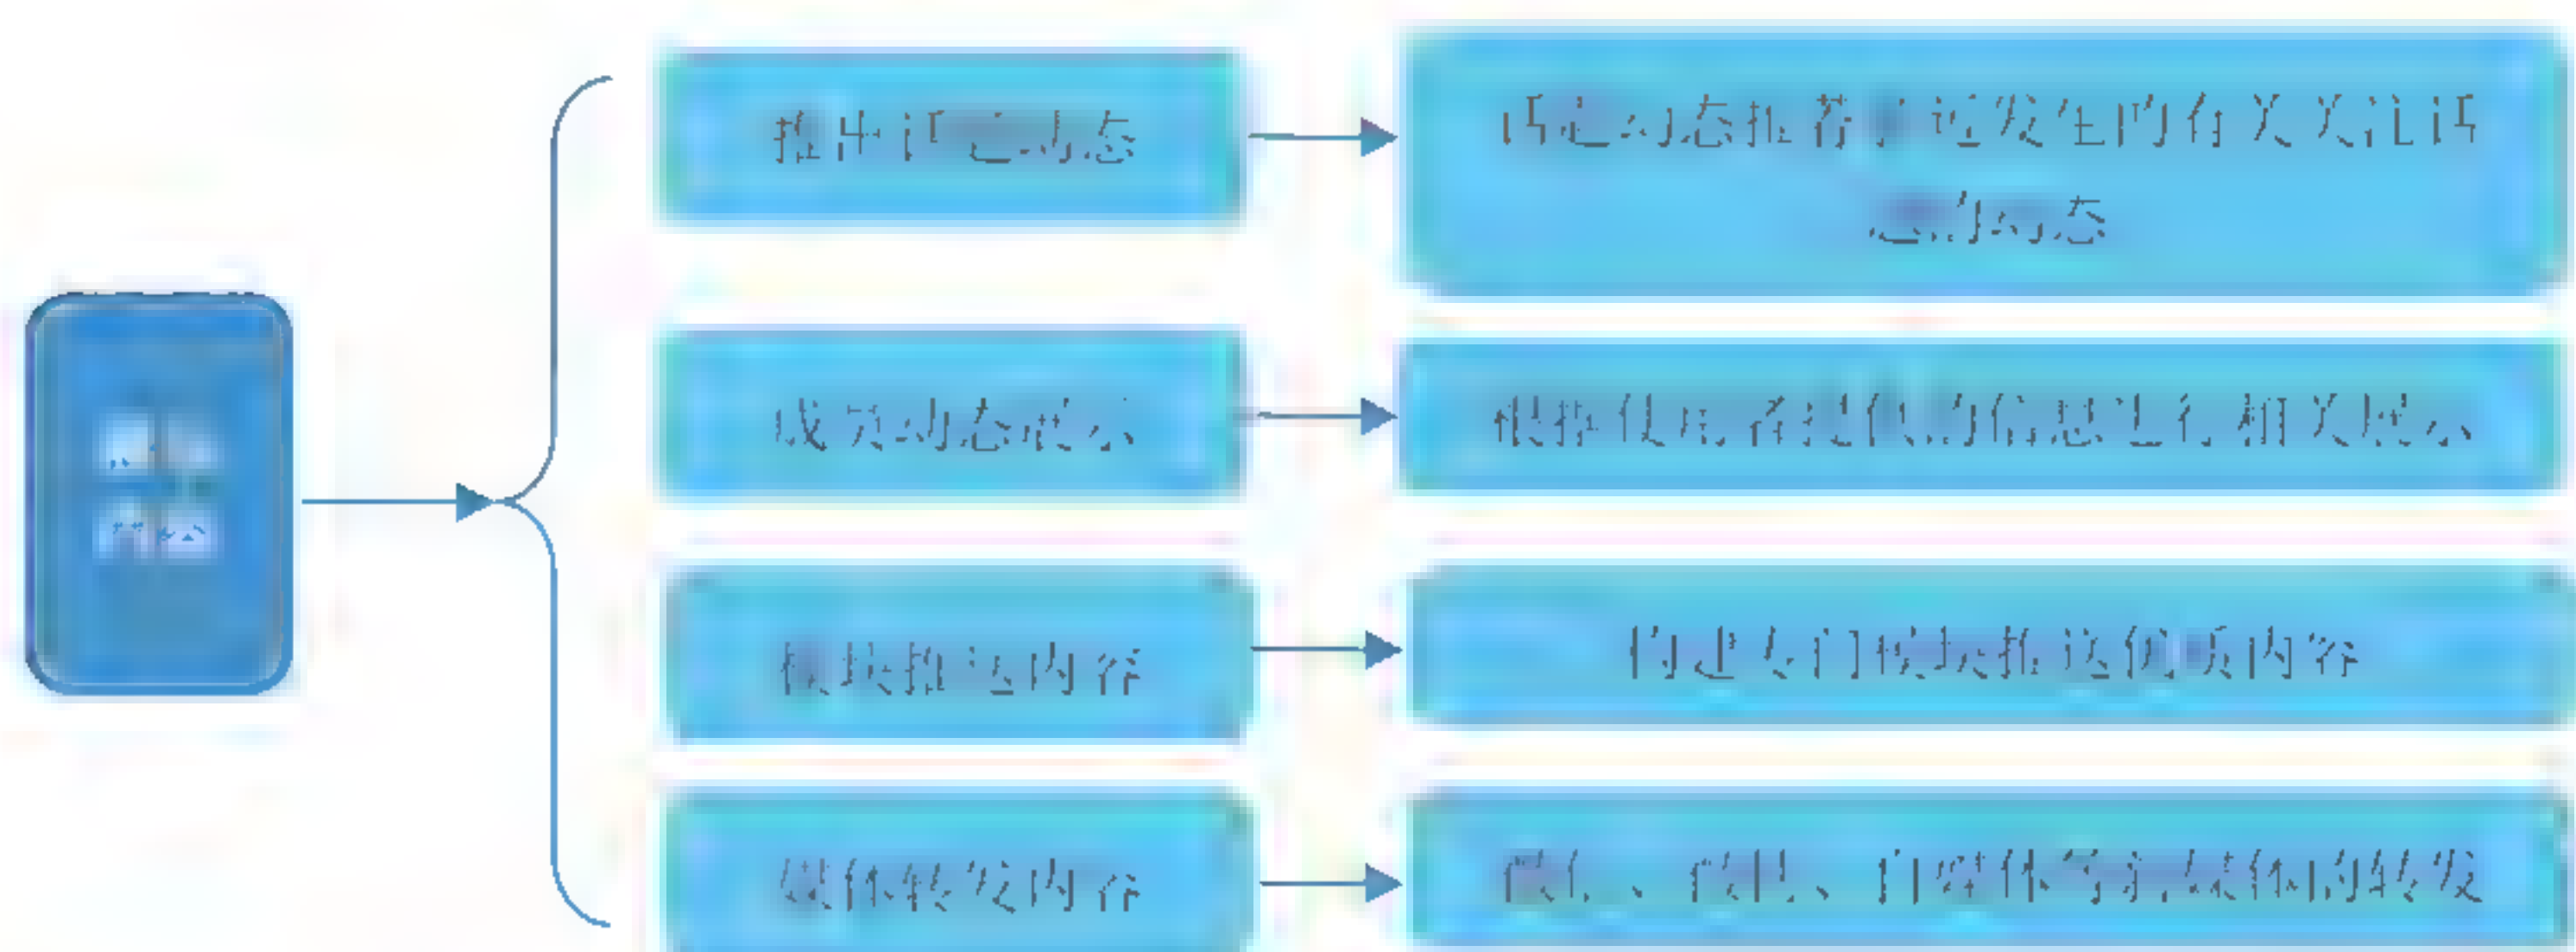 推出话题动态
话题动态推荐了近发生的有关关注话
题的动态
成员动态展示
根据使用者提供的信息进行相关展示
模块推送内容
构建专门模块推送优质内容
媒体转发内容
微信、微博、自媒体等新媒体的转发